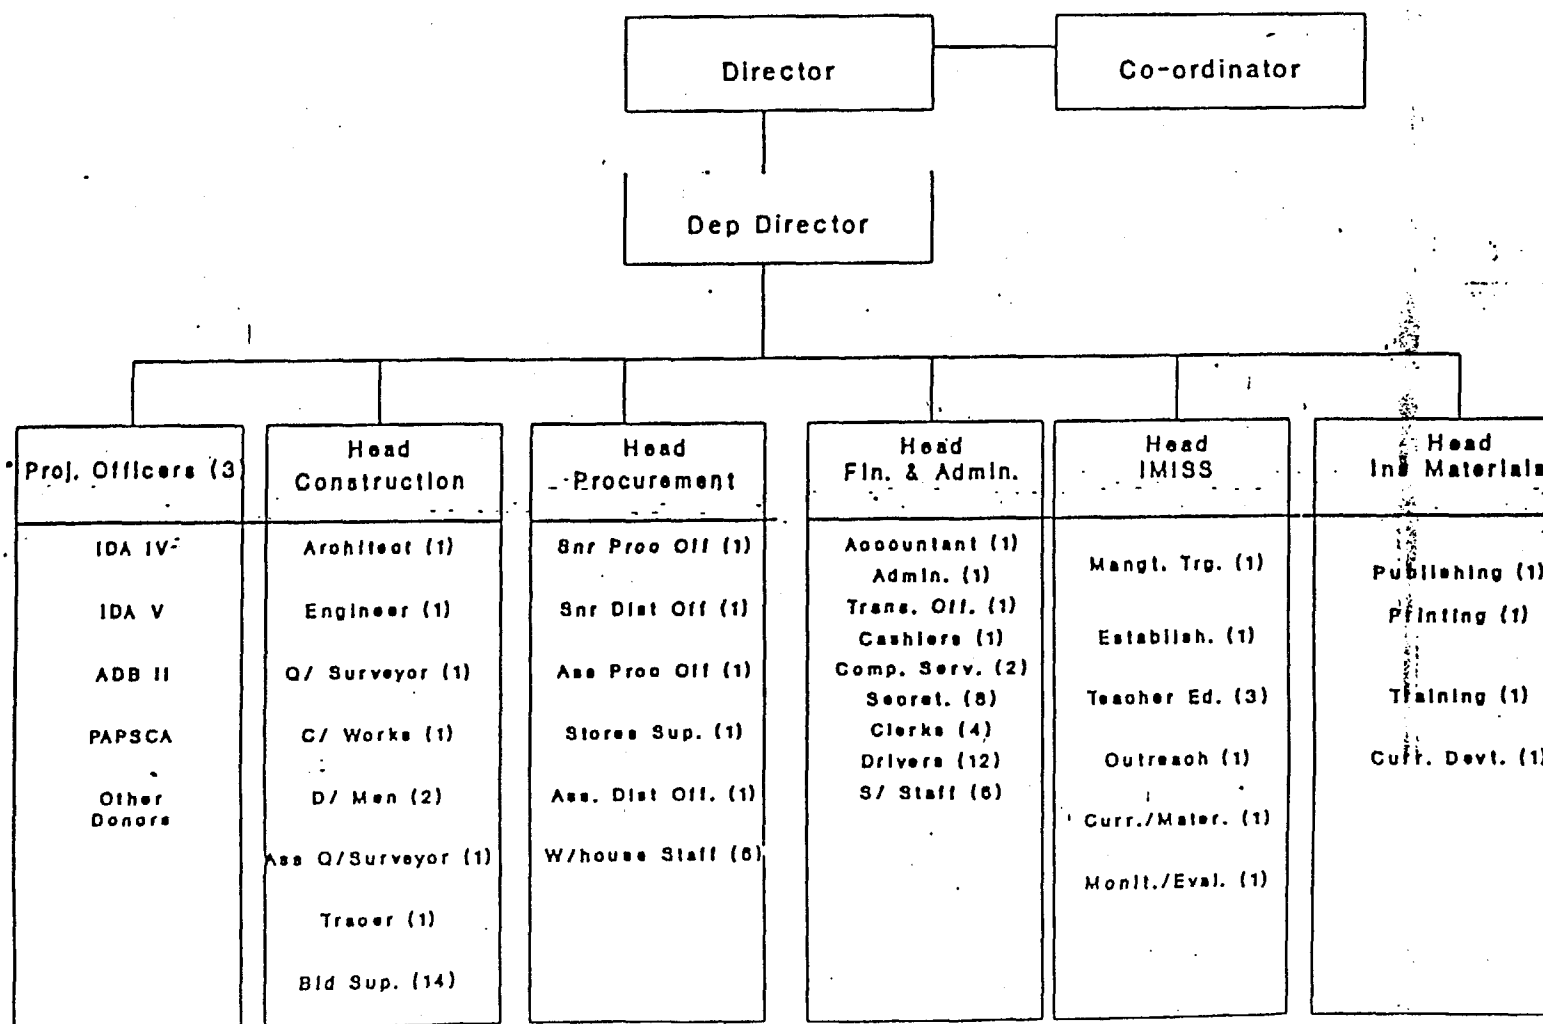 Director
Co-ordinator
Dep Director
Proj. Officers (3
IDA IV
IDA V
ADB II
PAPSCA
Other
Donors
Head
Construction
Architect (1)
Engineer (1)
Q/ Surveyor (1)
C/ Works (1)
D/ Men (2)
Ass Q/Surveyor (1)
Tracer (1)
Bld Sup. (14)
Head
Procurement
Snr Proc Off (1)
Snr Dist Off (1)
Ass Proc Off (1)
Stores Sup. (1)
Ass. Dist Off. (1)
W/house Staff (6)
Head
Fin. & Admin.
Accountant (1)
Admin. (1)
Trans. Off. (1)
Cashiers (1)
Comp. Serv. (2)
Secret. (8)
Clerks (4)
Drivers (12)
S/ Staff (6)
Head
IMISS
Mangt. Trg. (1)
Establish. (1)
Teacher Ed. (3)
Outreach (1)
Curr./Mater. (1)
Monit./Eval. (1)
Head
Ins Materials
Publishing (1)
Printing (1)
Training (1)
Curr. Devt. (1)